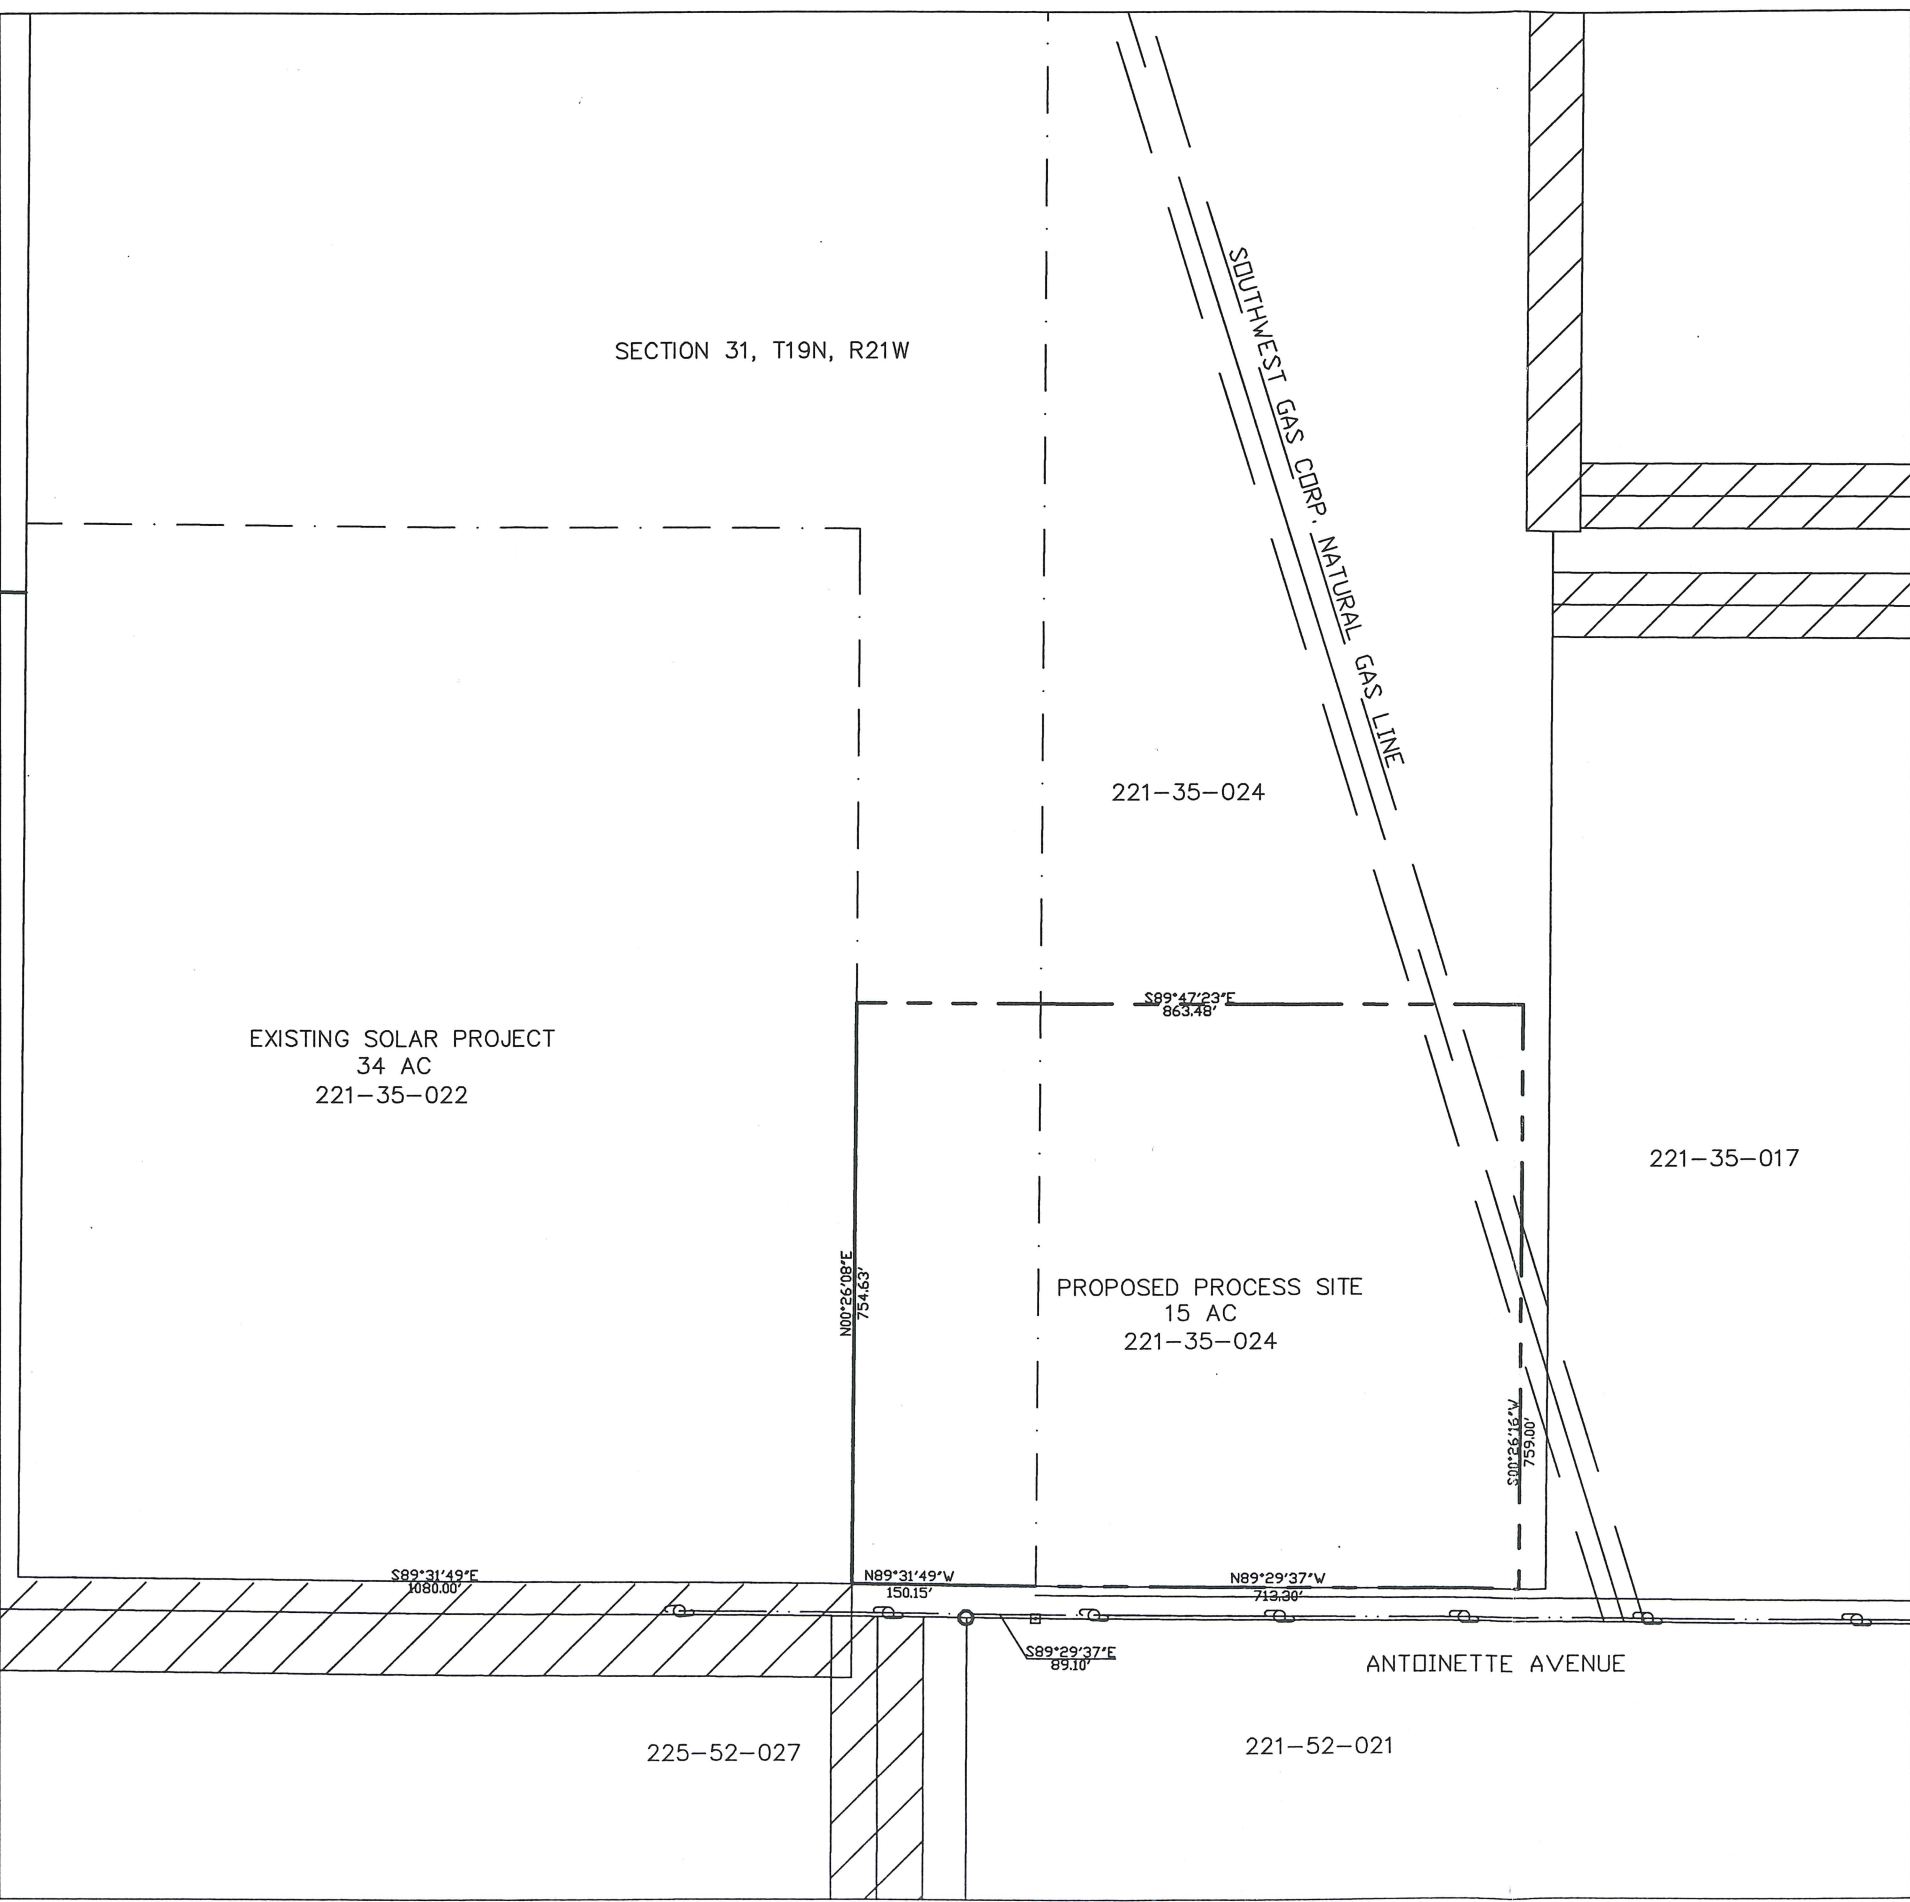 SECTION 31, T19N, R21W
SOUTHWEST GAS CORP. NATURAL GAS LINE
221-35-024
S89°47'23"E
863.48'
EXISTING SOLAR PROJECT
34 AC
221-35-022
221-35-017
N00°26'08"E
754.63'
PROPOSED PROCESS SITE
15 AC
221-35-024
S00°26'16"W
759.00'
S89°31'49"E
1080.00'
N89°31'49"W
150.15'
N89°29'37"W
713.30'
S89°29'37"E
89.10'
ANTOINETTE AVENUE
225-52-027
221-52-021